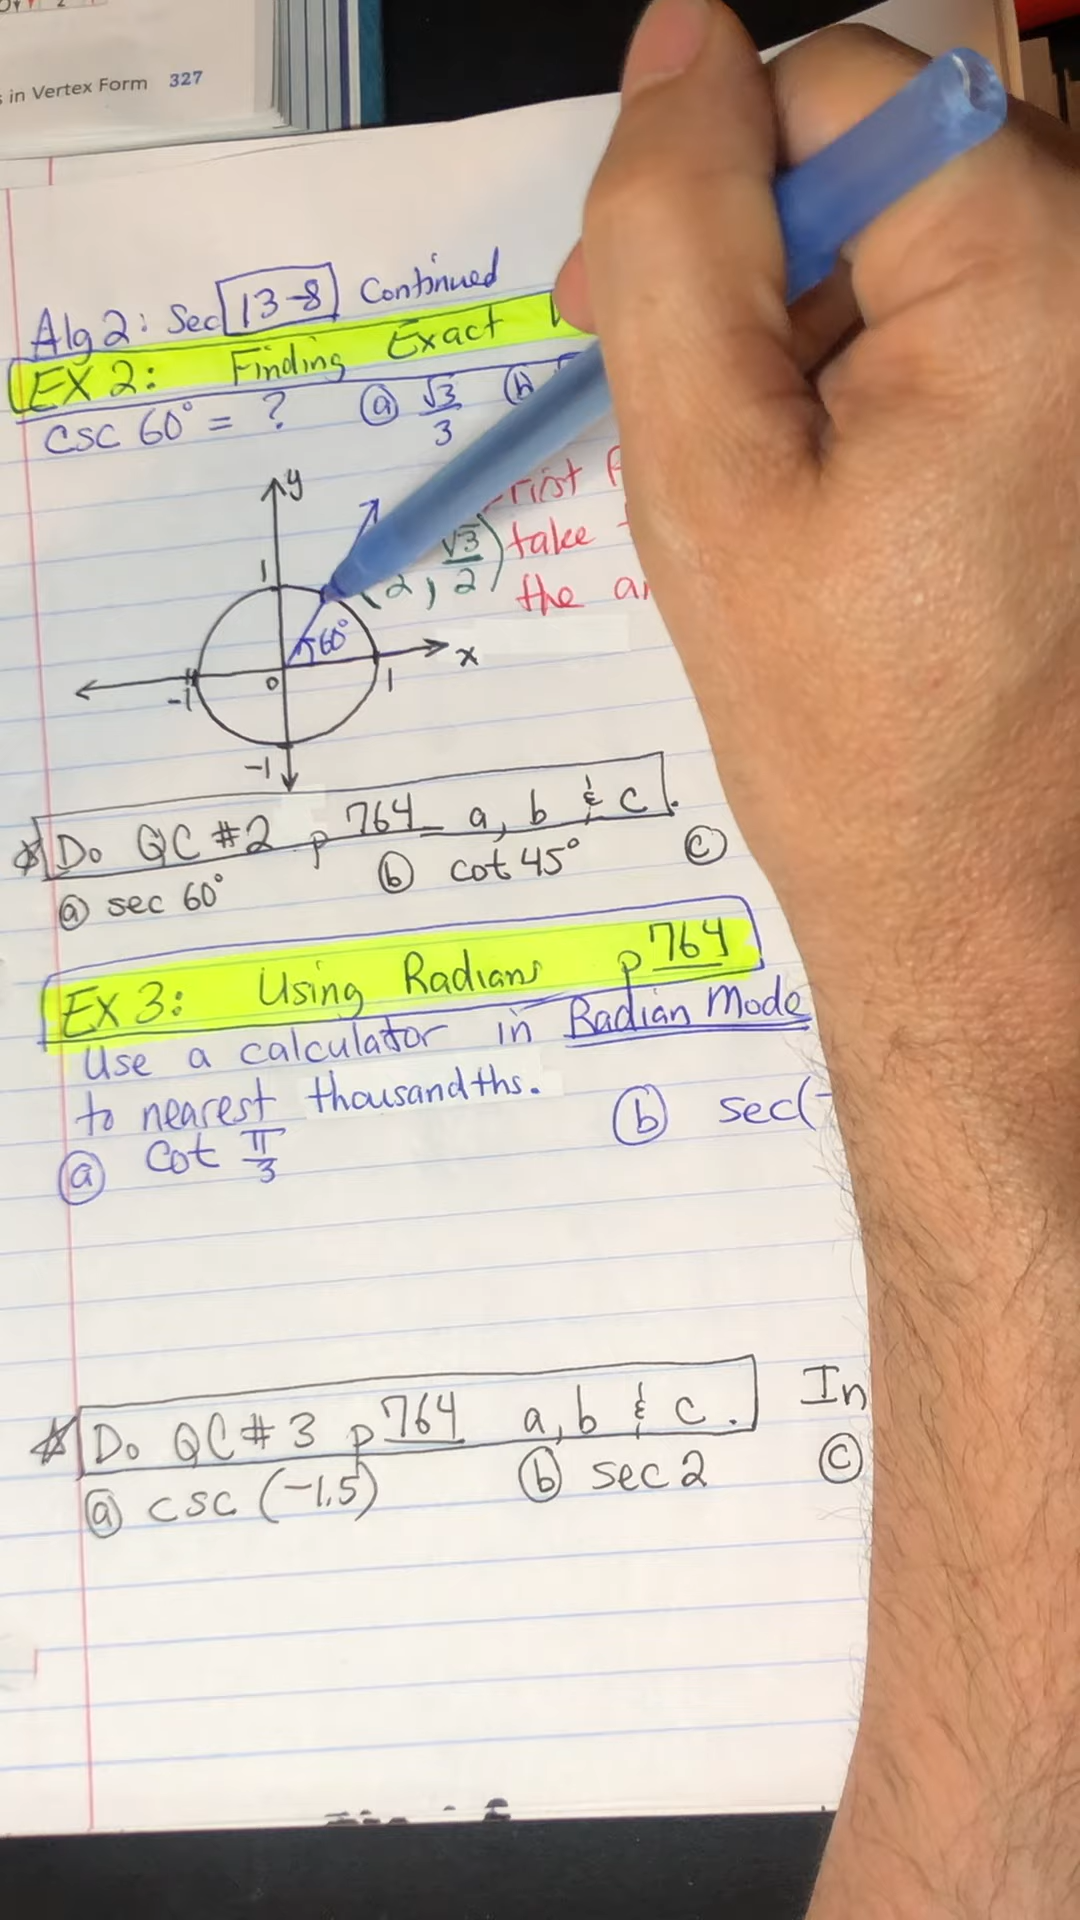 in Vertex Form 327
Alg 2: Sec 13-8 Continued
EX 2: Finding Exact
csc 60° = ? ⓐ √3/3 ⓑ
y
First
(2, √3/2) take
the
1
60°
x
-1 0 1
-1
Do QC #2 p 764 a, b & c.
ⓐ sec 60° ⓑ cot 45° ⓒ
EX 3: Using Radians p 764
Use a calculator in Radian Mode
to nearest thousandths.
ⓐ cot π/3 ⓑ sec(-
Do QC #3 p 764 a, b & c. In
ⓐ csc (-1.5) ⓑ sec 2 ⓒ